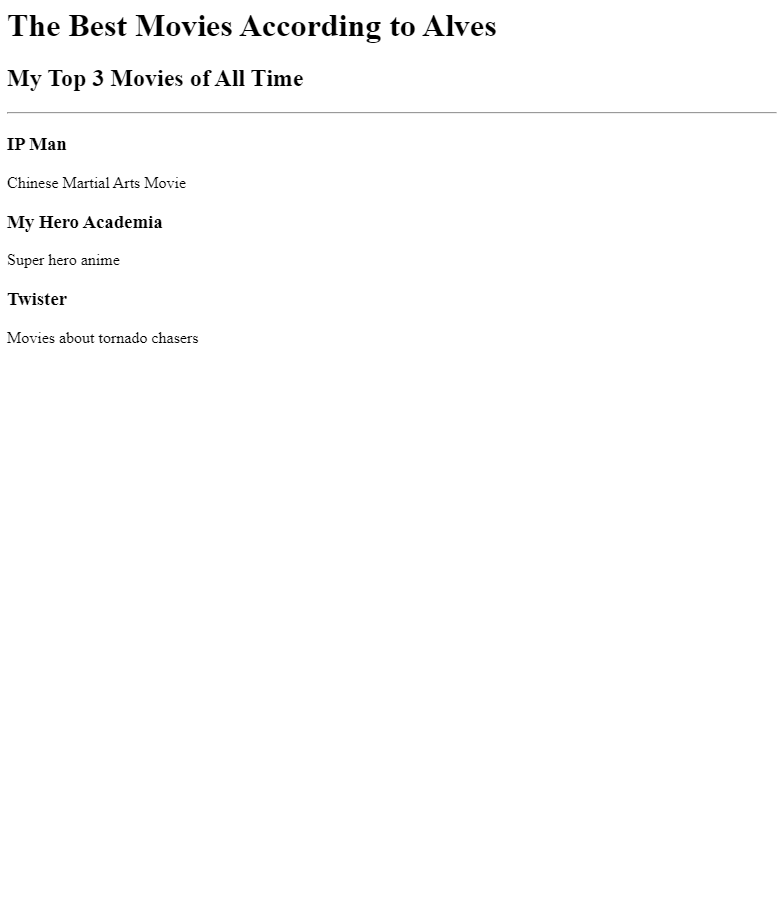 The Best Movies According to Alves
My Top 3 Movies of All Time
IP Man
Chinese Martial Arts Movie
My Hero Academia
Super hero anime
Twister
Movies about tornado chasers